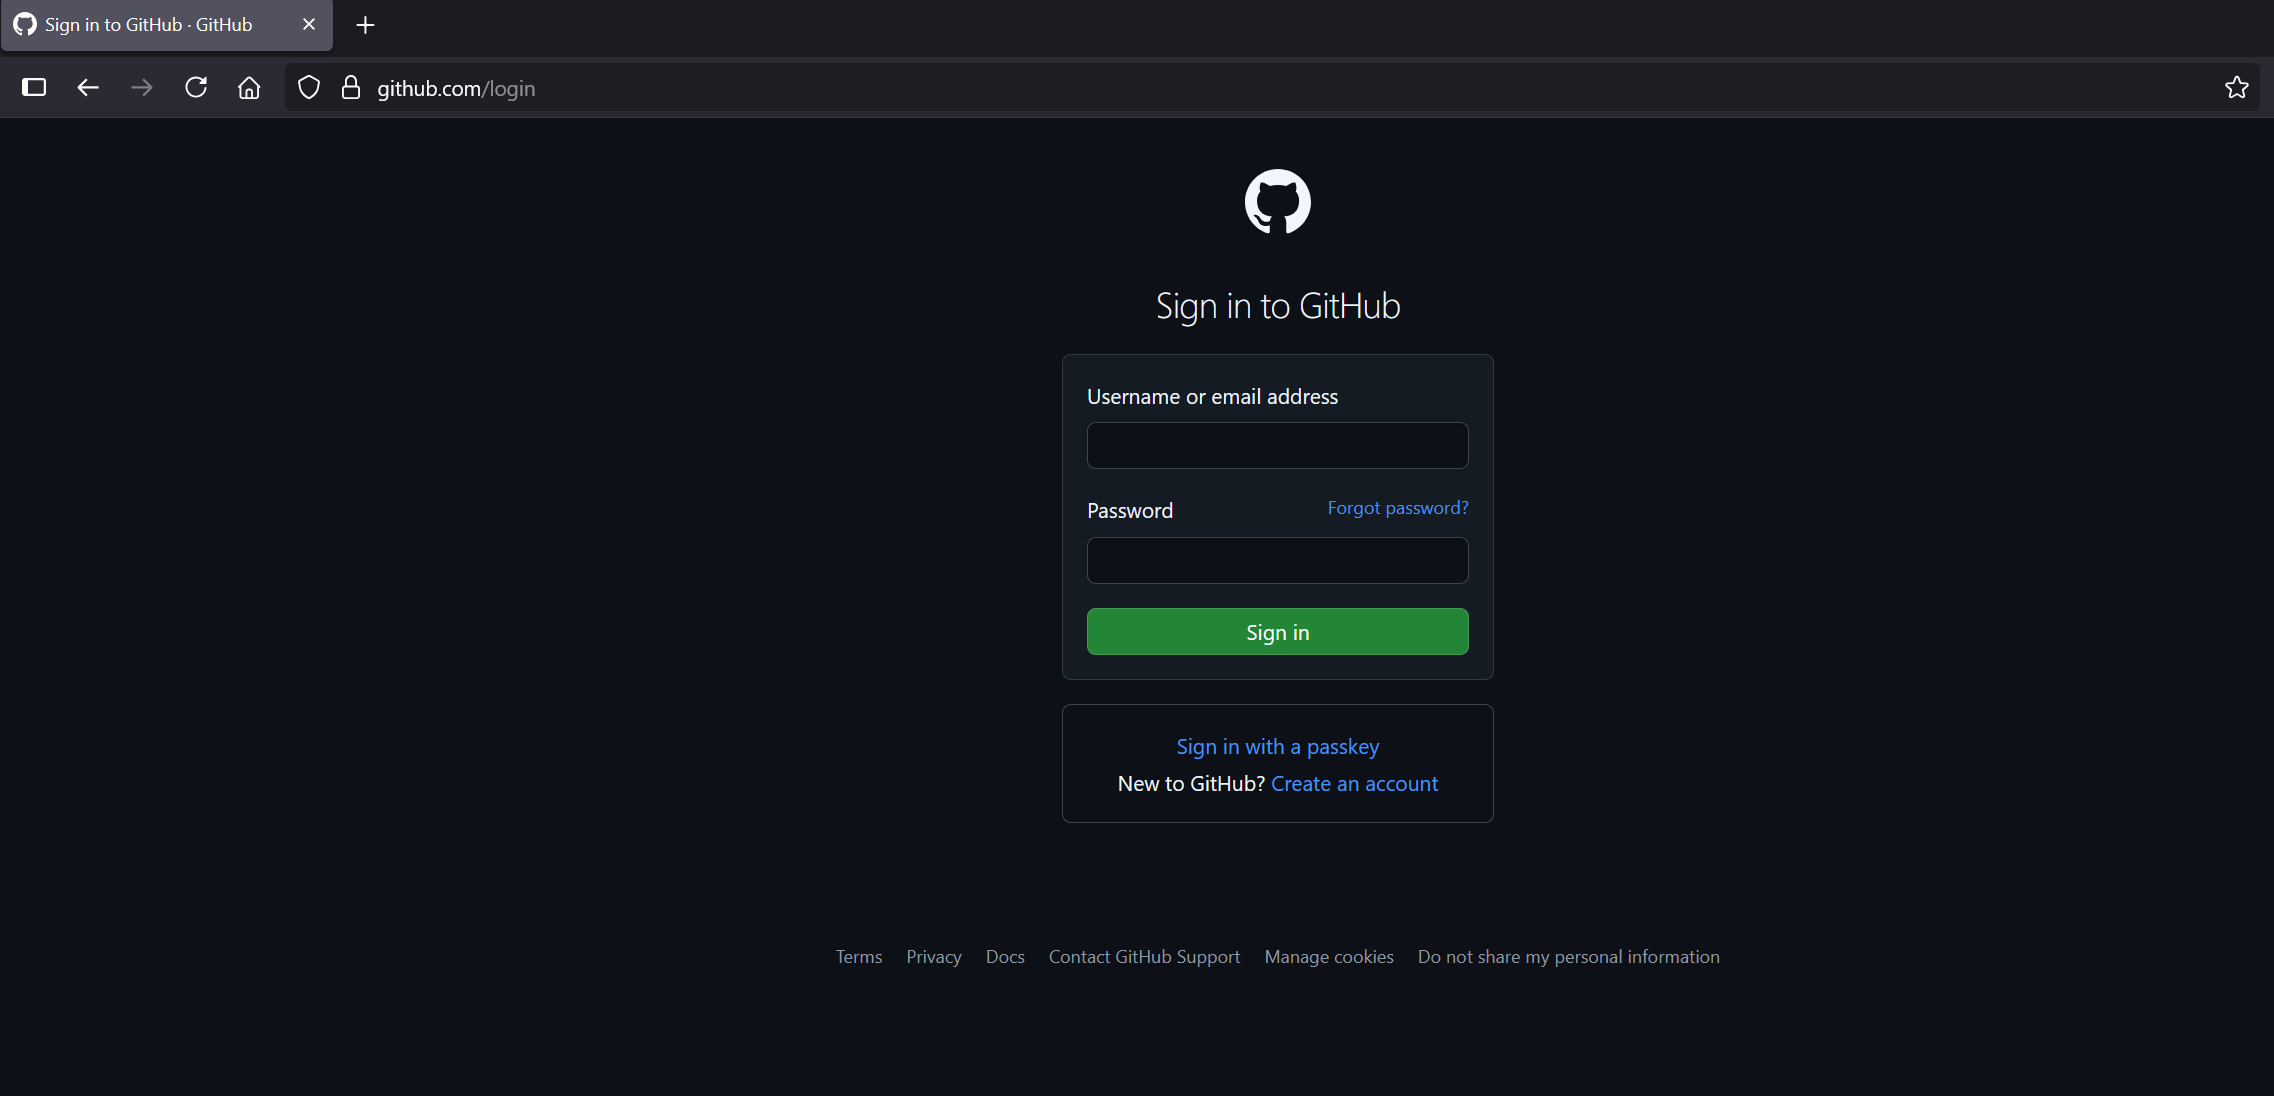 Sign in to GitHub · GitHub
github.com/login
Sign in to GitHub
Username or email address
Password Forgot password?
Sign in
Sign in with a passkey
New to GitHub? Create an account
Terms Privacy Docs Contact GitHub Support Manage cookies Do not share my personal information